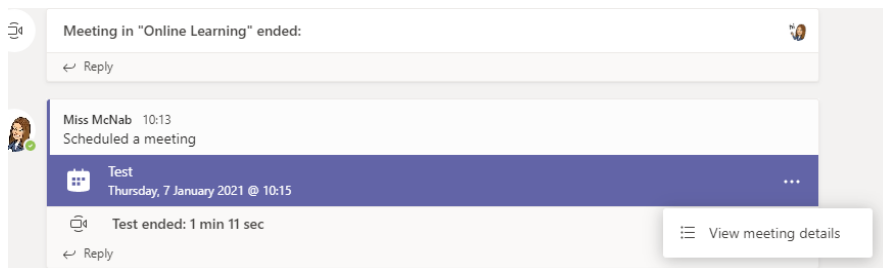 Meeting in "Online Learning" ended:
Reply
Miss McNab 10:13
Scheduled a meeting
Test
Thursday, 7 January 2021 @ 10:15
Test ended: 1 min 11 sec
View meeting details
Reply